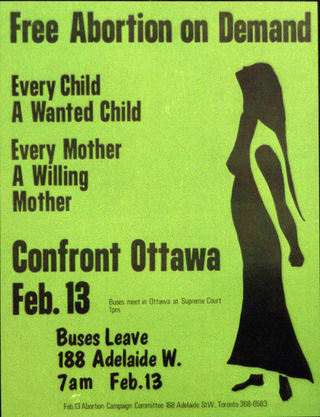 Free Abortion on Demand
Every Child
A Wanted Child
Every Mother
A Willing
Mother
Confront Ottawa
Feb. 13
Buses meet in Ottawa at Supreme Court
1pm
Buses Leave
188 Adelaide W.
7am Feb.13
Feb.13 Abortion Campaign Committee 188 Adelaide St.W. Toronto 368-6583